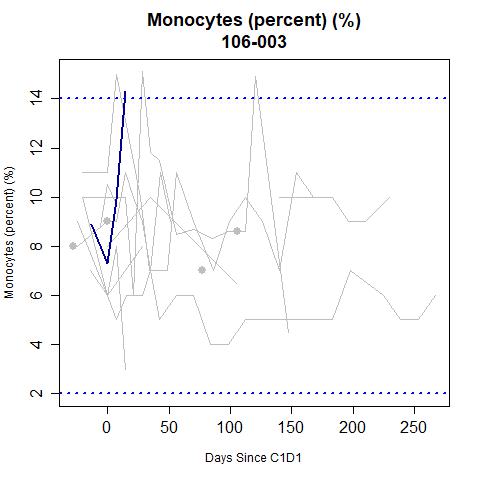 Monocytes (percent) (%)
106-003
Monocytes (percent) (%)
14
12
10
8
6
4
2
0 50 100 150 200 250
Days Since C1D1